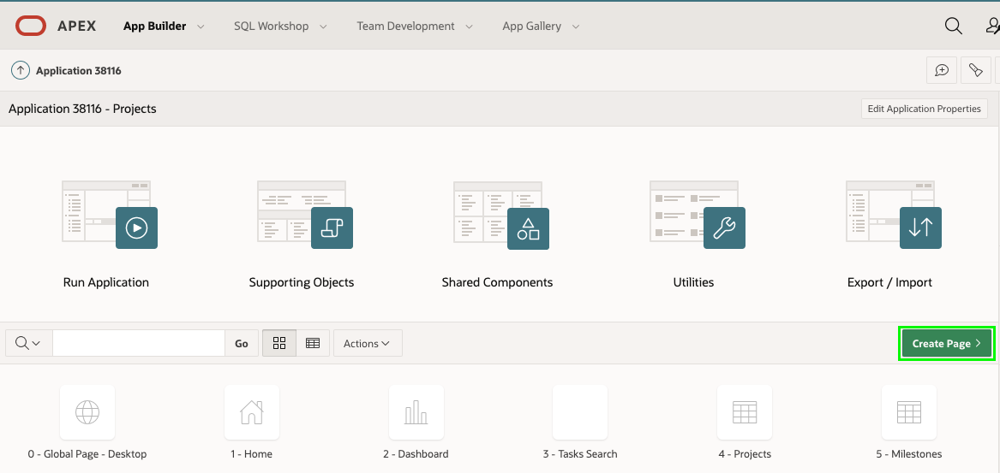 APEX App Builder SQL Workshop Team Development App Gallery
Application 38116
Application 38116 - Projects Edit Application Properties
Run Application Supporting Objects Shared Components Utilities Export / Import
Go Actions Create Page
0 - Global Page - Desktop 1 - Home 2 - Dashboard 3 - Tasks Search 4 - Projects 5 - Milestones